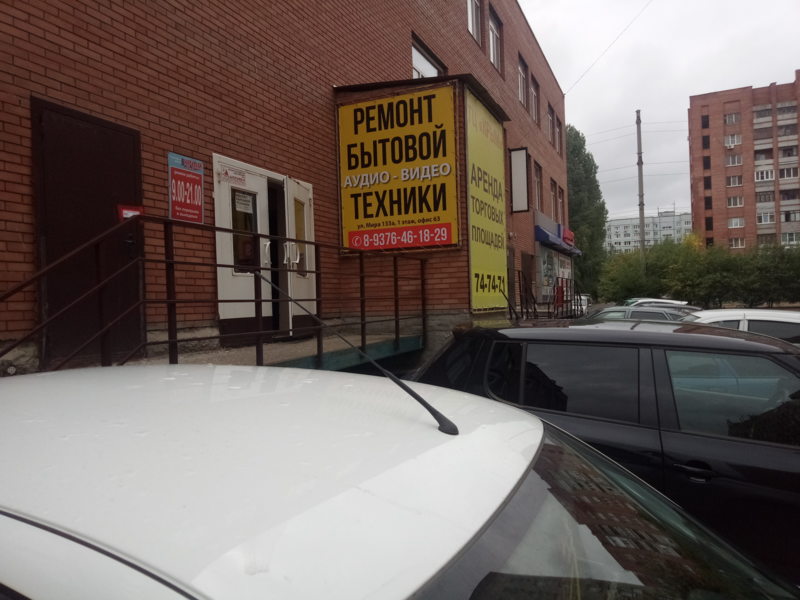 9.00-21.00
РЕМОНТ
БЫТОВОЙ
АУДИО - ВИДЕО
ТЕХНИКИ
ул. Мира 133а, 1 этаж, офис 63
8-9376-46-18-29
АРЕНДА
ТОРГОВЫХ
ПЛОЩАДЕЙ
74-74-71